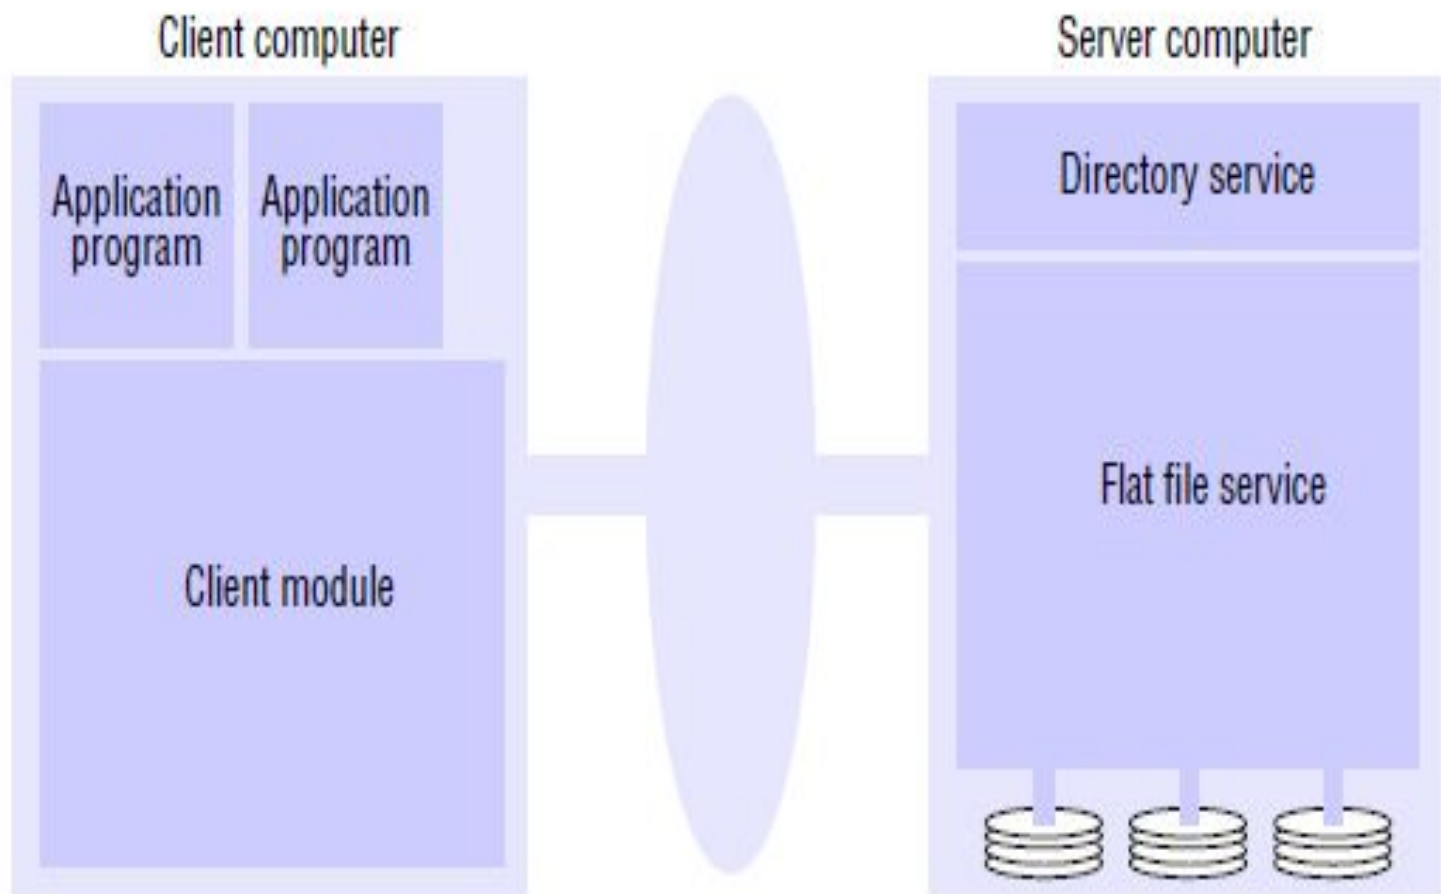 Client computer
Server computer
Application
program
Application
program
Directory service
Flat file service
Client module